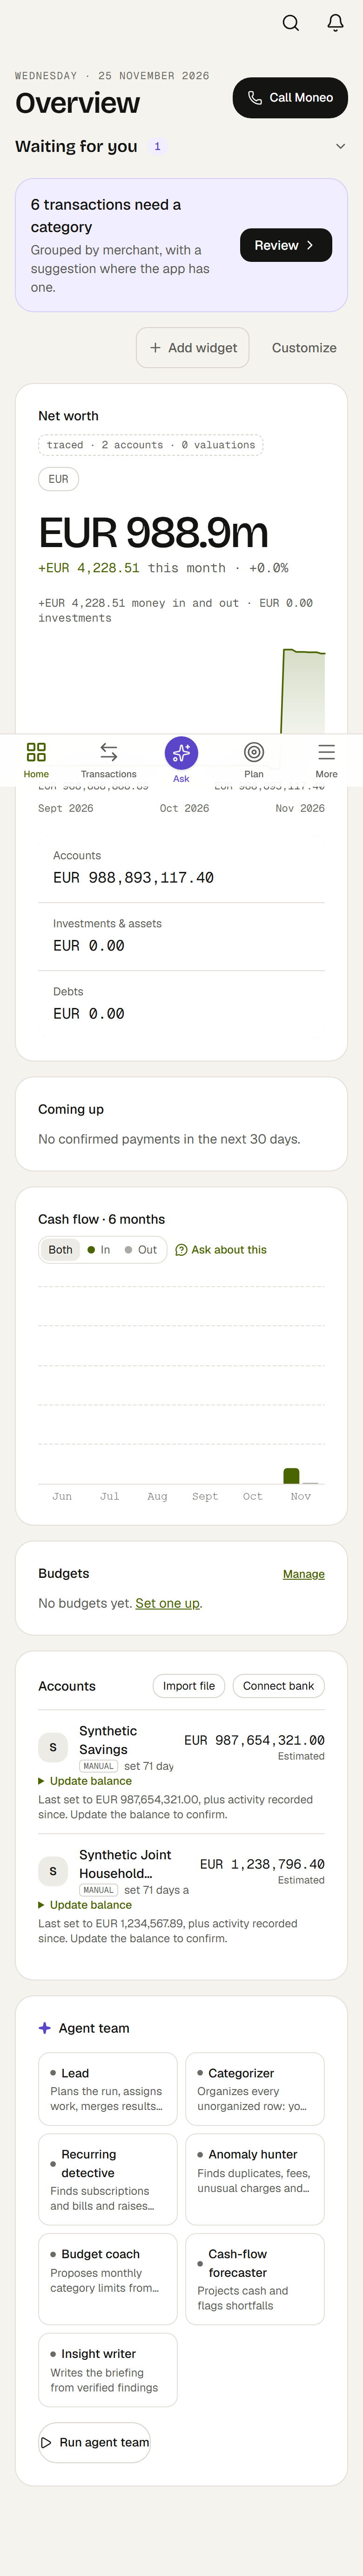 WEDNESDAY · 25 NOVEMBER 2026
Overview
Call Moneo
Waiting for you 1
6 transactions need a
category
Grouped by merchant, with a
suggestion where the app has
one.
Review
Add widget
Customize
Net worth
traced · 2 accounts · 0 valuations
EUR
EUR 988.9m
+EUR 4,228.51 this month · +0.0%
+EUR 4,228.51 money in and out · EUR 0.00
investments
Home
Transactions
Ask
Plan
More
Sept 2026
Oct 2026
Nov 2026
Accounts
EUR 988,893,117.40
Investments & assets
EUR 0.00
Debts
EUR 0.00
Coming up
No confirmed payments in the next 30 days.
Cash flow · 6 months
Both
In
Out
Ask about this
Jun
Jul
Aug
Sept
Oct
Nov
Budgets
Manage
No budgets yet. Set one up.
Accounts
Import file
Connect bank
S
Synthetic
Savings
EUR 987,654,321.00
Estimated
MANUAL set 71 day
Update balance
Last set to EUR 987,654,321.00, plus activity recorded
since. Update the balance to confirm.
S
Synthetic Joint
Household…
EUR 1,238,796.40
Estimated
MANUAL set 71 days a
Update balance
Last set to EUR 1,234,567.89, plus activity recorded
since. Update the balance to confirm.
Agent team
Lead
Plans the run, assigns
work, merges results…
Categorizer
Organizes every
unorganized row: yo…
Recurring
detective
Finds subscriptions
and bills and raises…
Anomaly hunter
Finds duplicates, fees,
unusual charges and…
Budget coach
Proposes monthly
category limits from…
Cash-flow
forecaster
Projects cash and
flags shortfalls
Insight writer
Writes the briefing
from verified findings
Run agent team